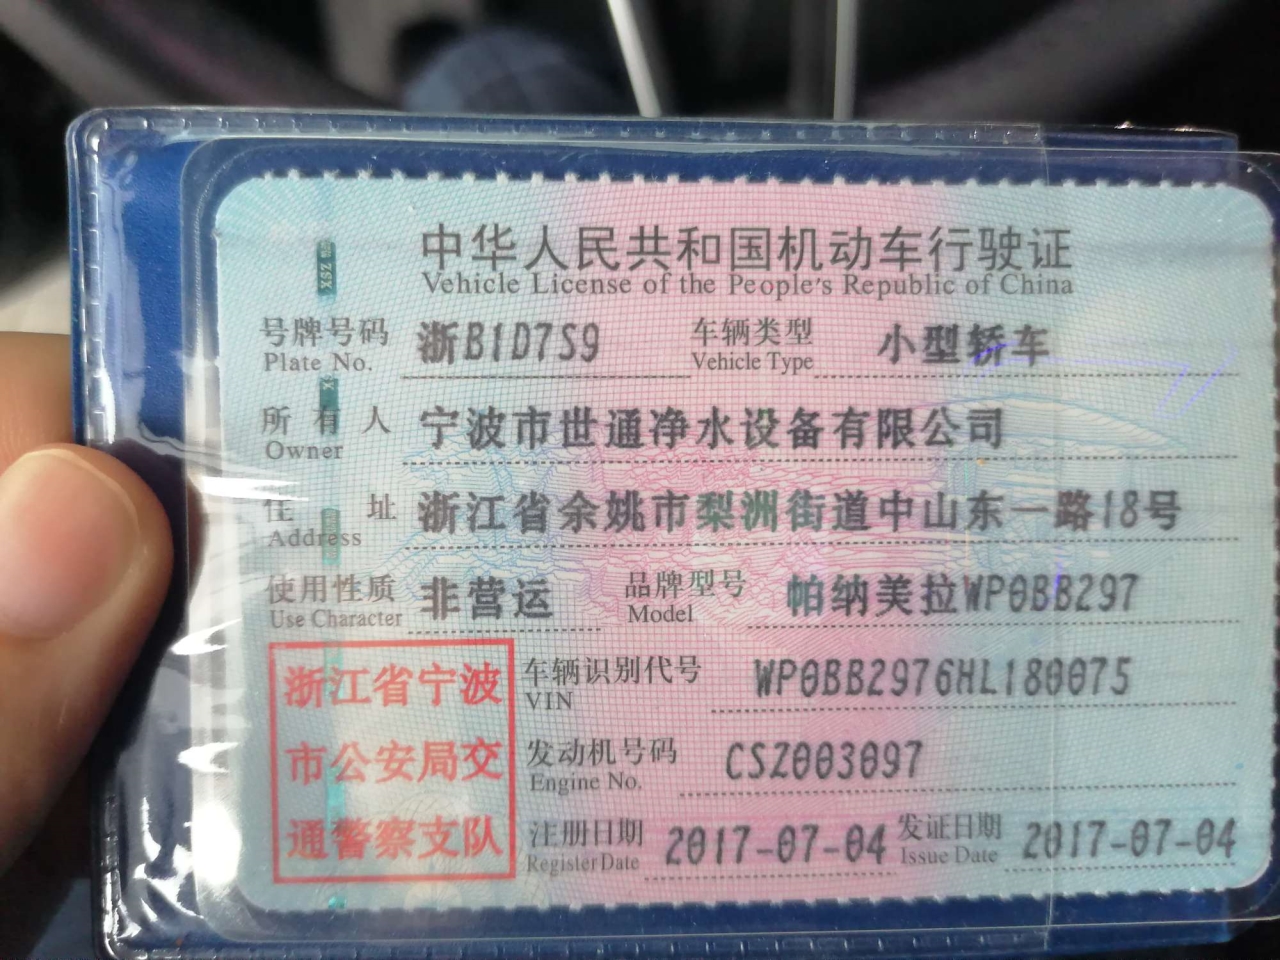 中华人民共和国机动车行驶证
Vehicle License of the People's Republic of China
号牌号码 浙B1D7S9 车辆类型 小型轿车
Plate No. Vehicle Type
所有人 宁波市世通净水设备有限公司
Owner
住址 浙江省余姚市梨洲街道中山东一路18号
Address
使用性质 非营运 品牌型号 帕纳美拉WP0BB297
Use Character Model
浙江省宁波
市公安局交
通警察支队
车辆识别代号 WP0BB2976HL180075
VIN
发动机号码 CSZ003097
Engine No.
注册日期 2017-07-04 发证日期 2017-07-04
Register Date Issue Date
XSZ